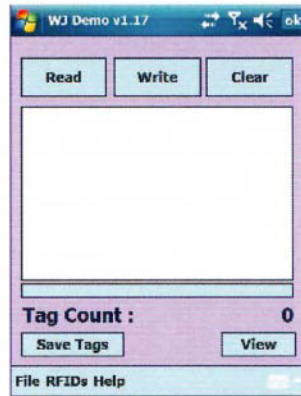 WJ Demo v1.17 ok
Read Write Clear
Tag Count : 0
Save Tags View
File RFIDs Help